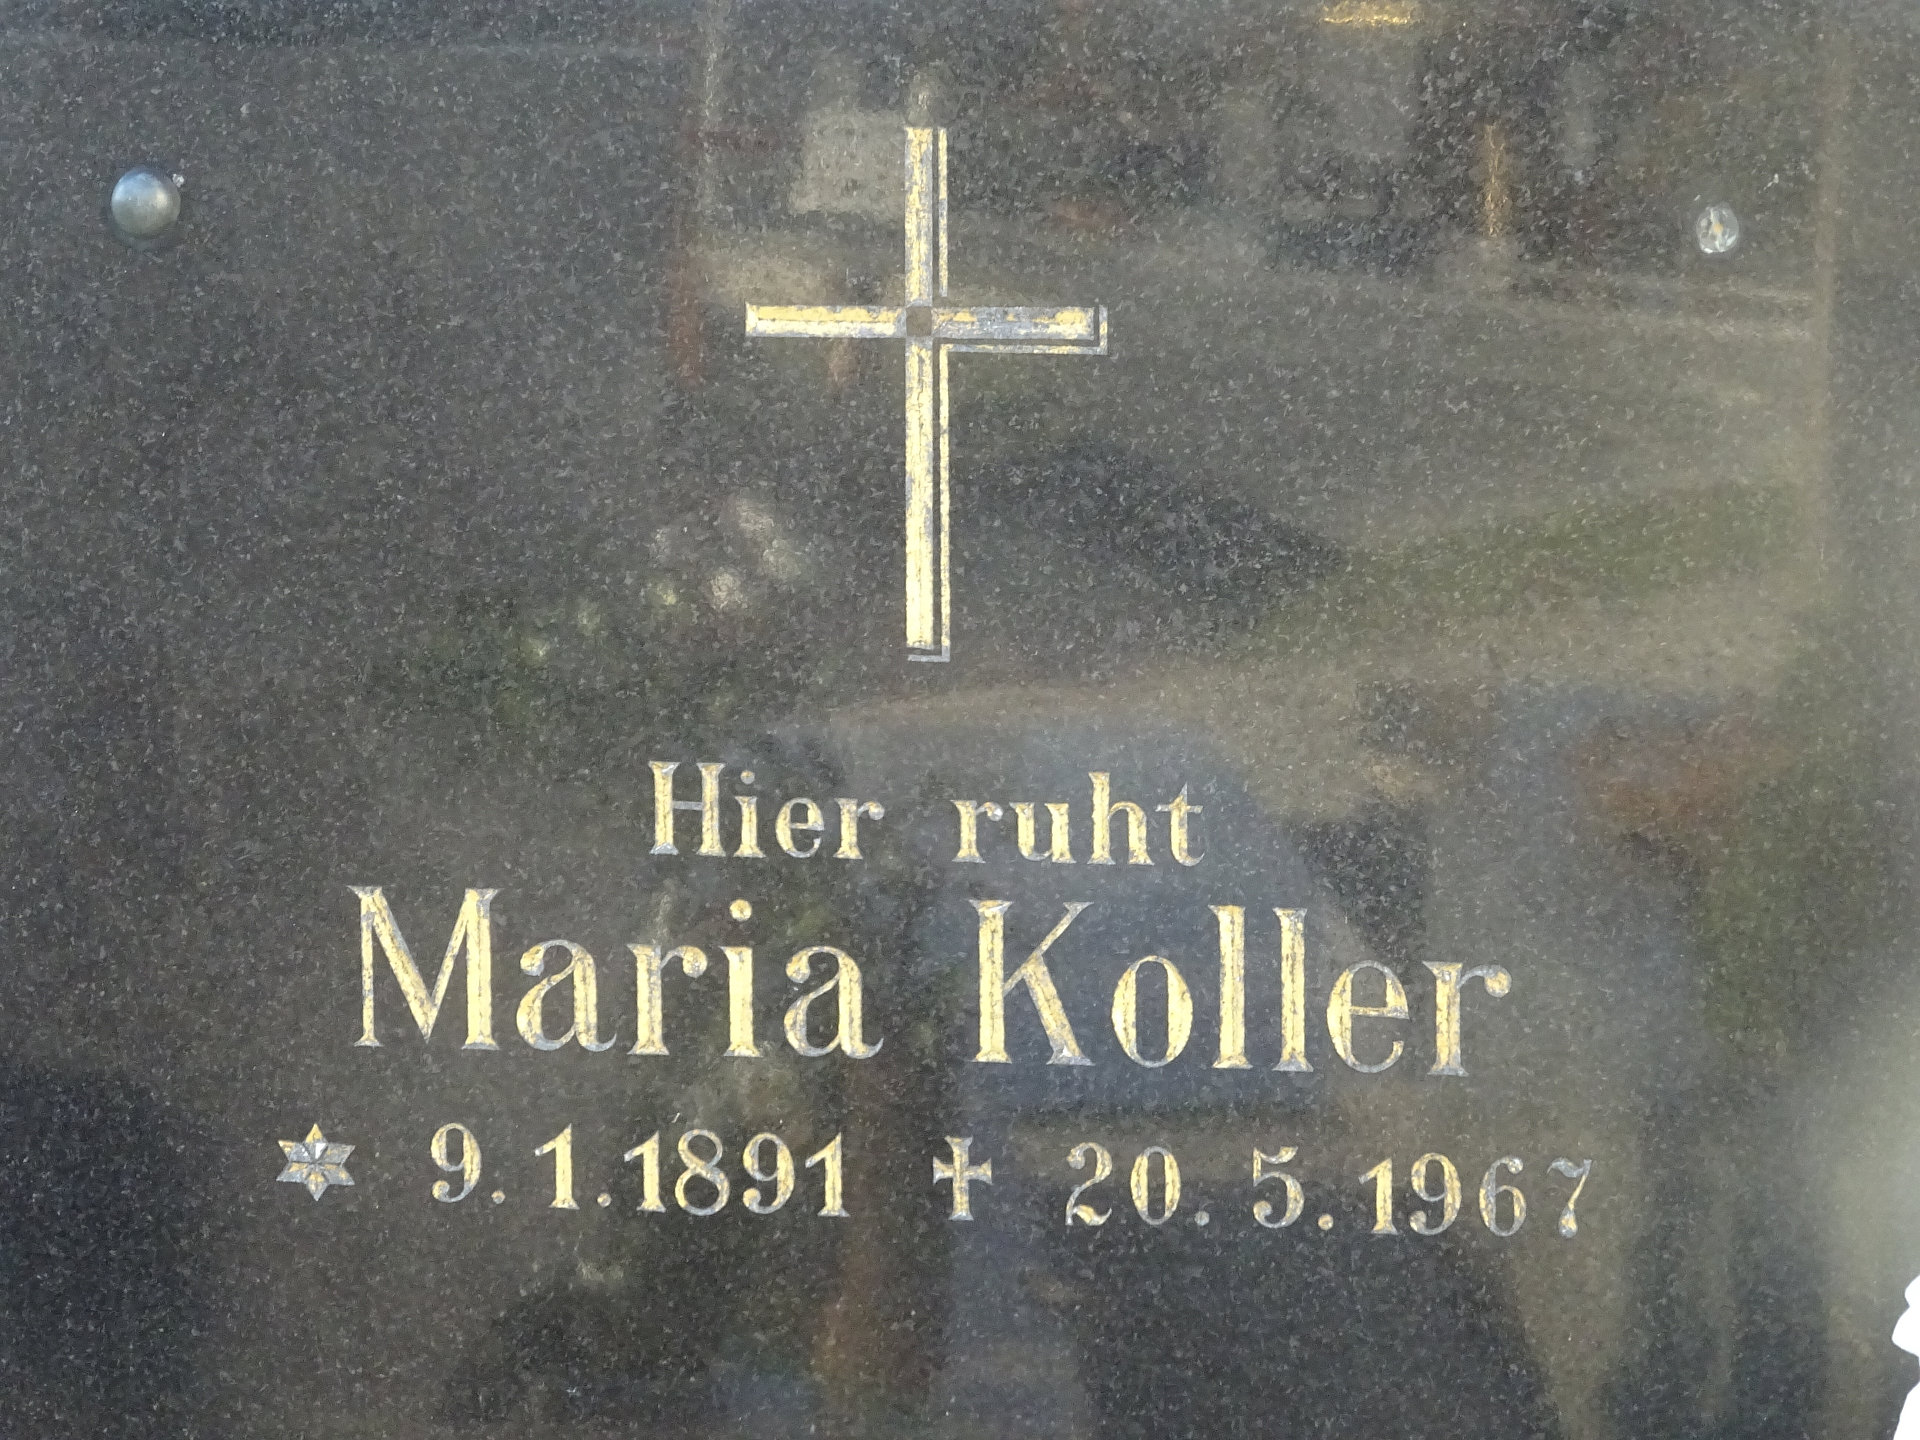 Hier ruht
Maria Koller
✶ 9.1.1891 ✝ 20.5.1967